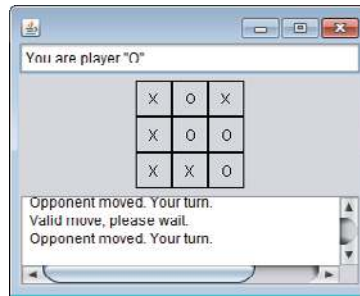 You are player "O"
X O X
X O O
X X O
Opponent moved. Your turn.
Valid move, please wait.
Opponent moved. Your turn.